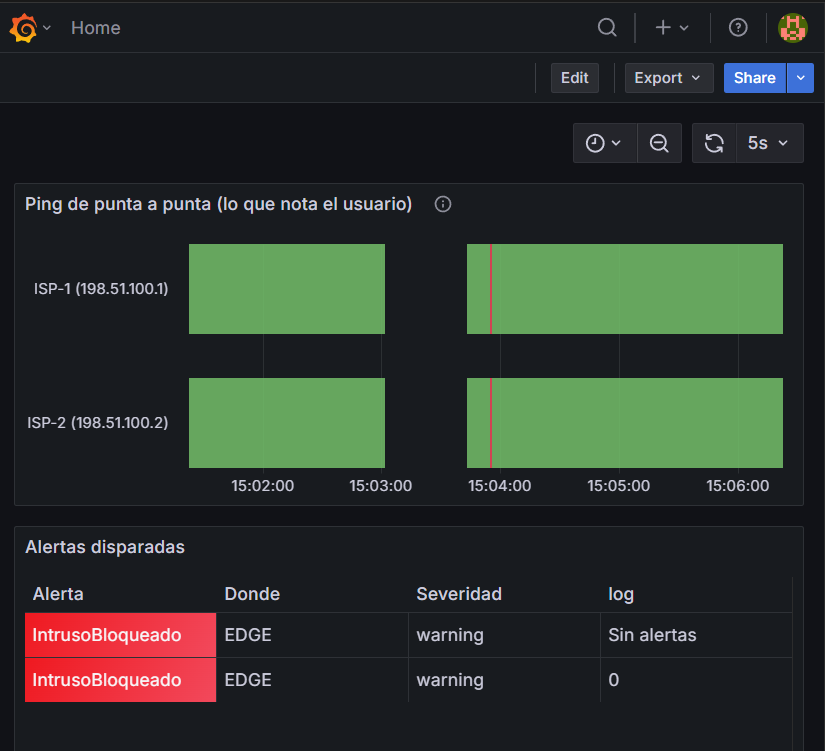 Home
Edit
Export
Share
5s
Ping de punta a punta (lo que nota el usuario)
ISP-1 (198.51.100.1)
ISP-2 (198.51.100.2)
15:02:00 15:03:00 15:04:00 15:05:00 15:06:00
Alertas disparadas
Alerta Donde Severidad log
IntrusoBloqueado EDGE warning Sin alertas
IntrusoBloqueado EDGE warning 0